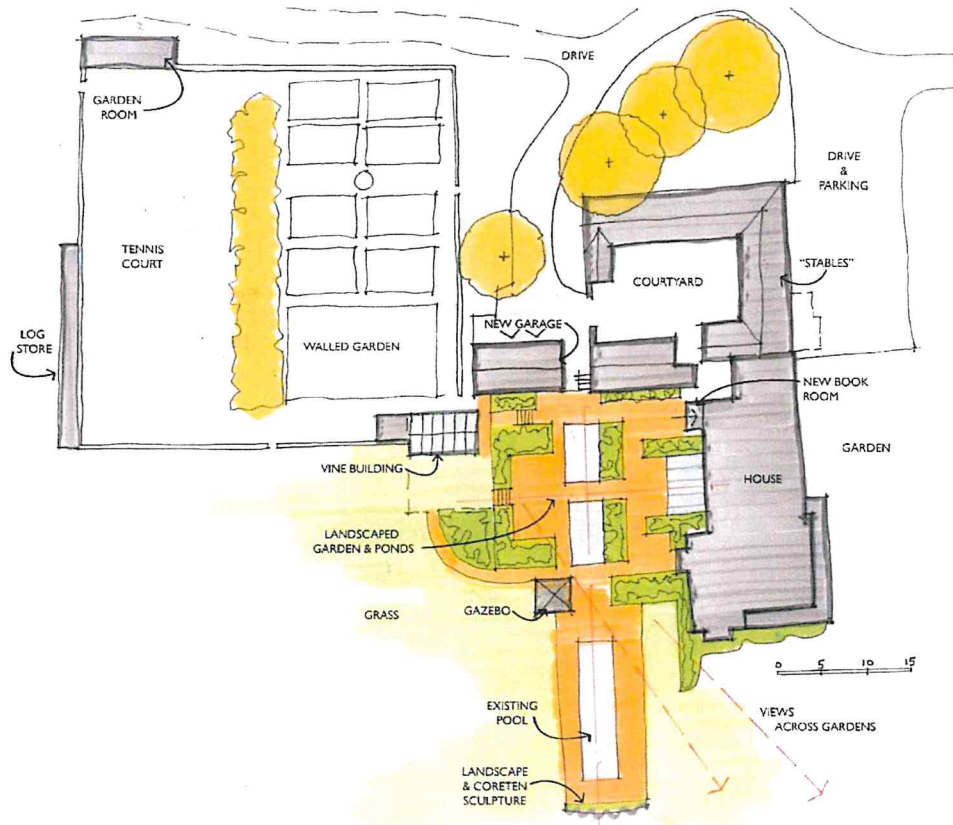 DRIVE
GARDEN
ROOM
DRIVE
&
PARKING
TENNIS
COURT
"STABLES"
COURTYARD
LOG
STORE
NEW GARAGE
WALLED GARDEN
NEW BOOK
ROOM
GARDEN
VINE BUILDING
HOUSE
LANDSCAPED
GARDEN & PONDS
GRASS
GAZEBO
0 5 10 15
EXISTING
POOL
VIEWS
ACROSS GARDENS
LANDSCAPE
& CORETEN
SCULPTURE